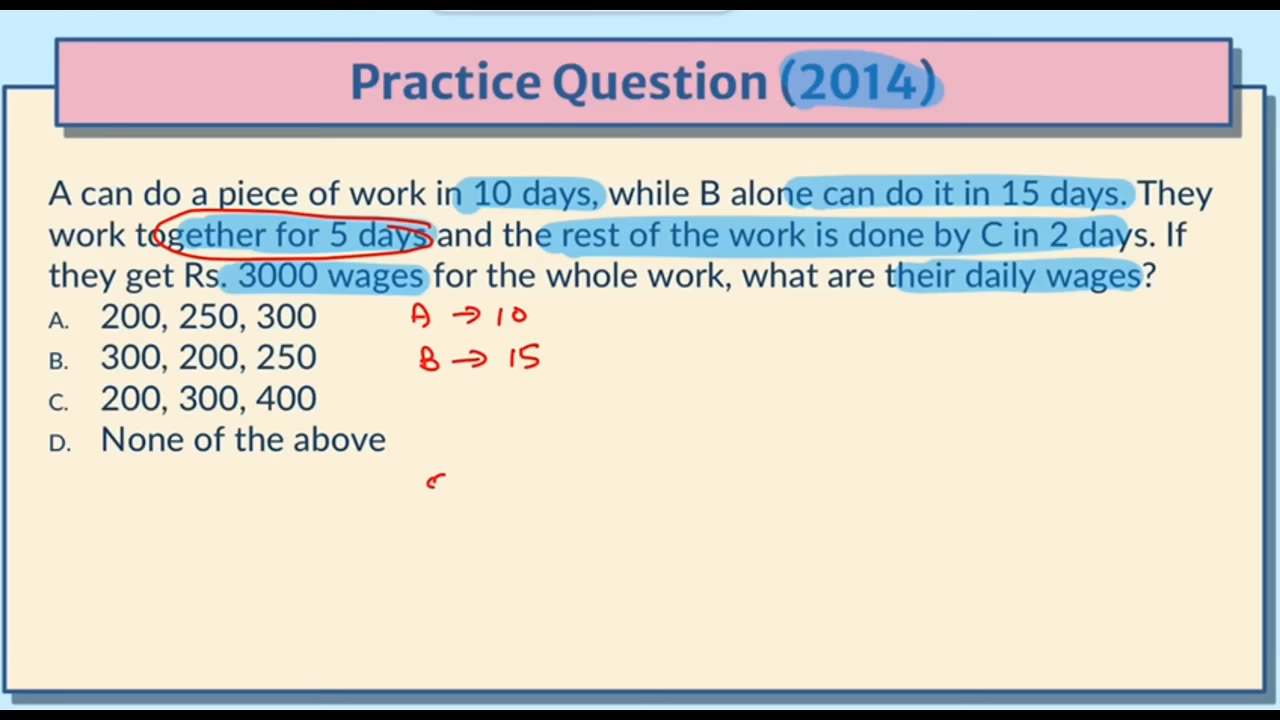 Practice Question (2014)
A can do a piece of work in 10 days, while B alone can do it in 15 days. They
work together for 5 days and the rest of the work is done by C in 2 days. If
they get Rs. 3000 wages for the whole work, what are their daily wages?
A. 200, 250, 300
B. 300, 200, 250
C. 200, 300, 400
D. None of the above
A → 10
B → 15